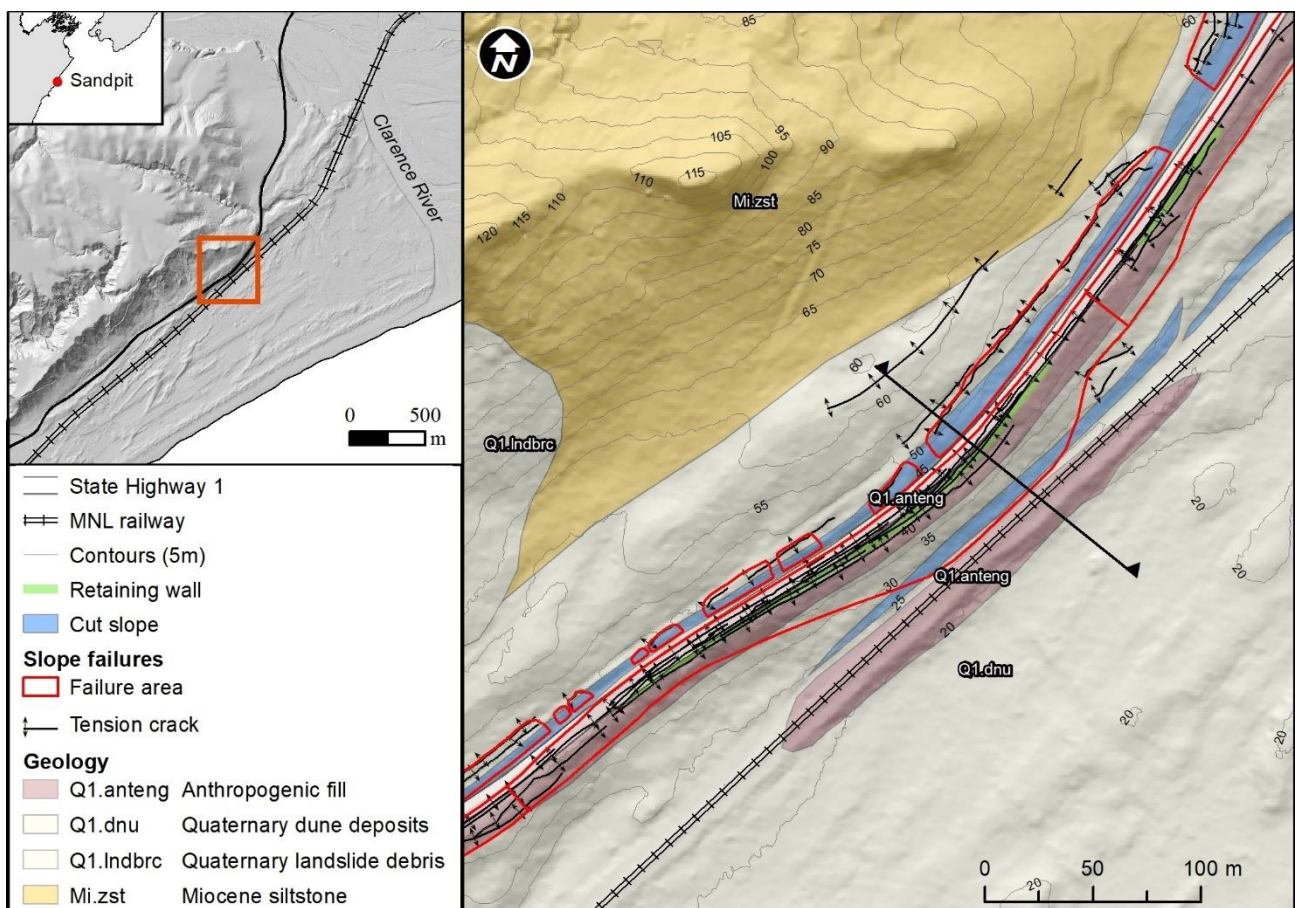 Sandpit
Clarence River
0 500
m
State Highway 1
MNL railway
Contours (5m)
Retaining wall
Cut slope
Slope failures
Failure area
Tension crack
Geology
Q1.anteng Anthropogenic fill
Q1.dnu Quaternary dune deposits
Q1.lndbrc Quaternary landslide debris
Mi.zst Miocene siltstone
N
85
60
105
95
100
90
110
115
85
Mi.zst
120
115
110
80
75
70
65
60
60
Q1.lndbrc
50
45
Q1.anteng
55
40
35
30
Q1.anteng
25
20
20
20
Q1.dnu
20
20
20
0 50 100 m